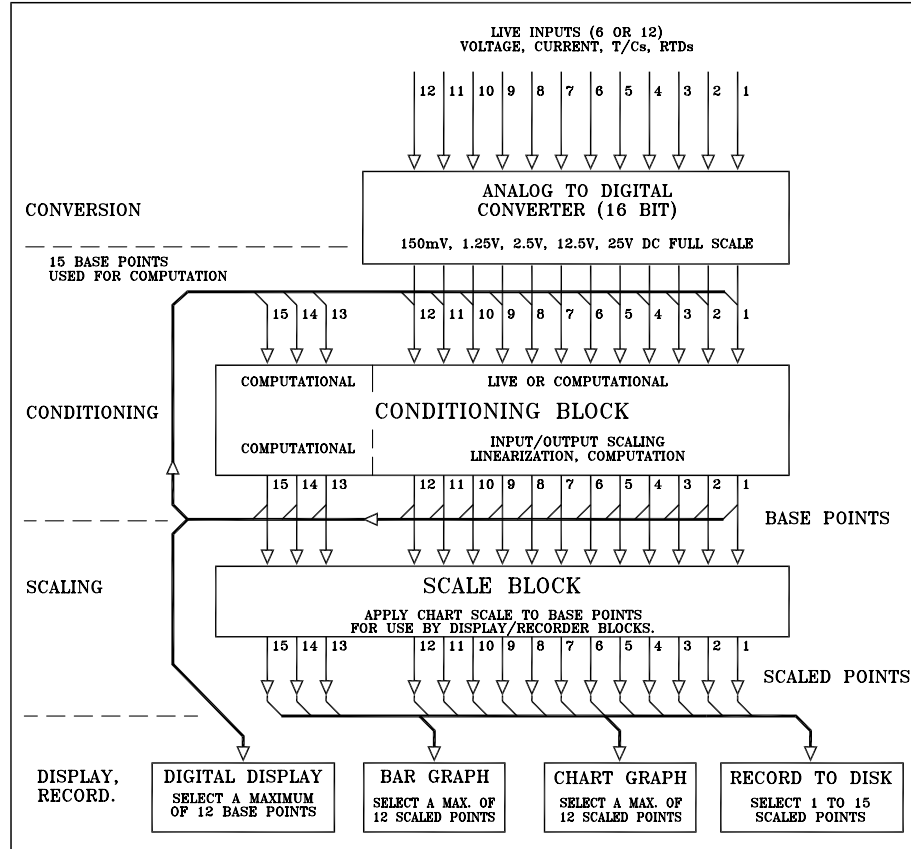 LIVE INPUTS (6 OR 12)
VOLTAGE, CURRENT, T/Cs, RTDs
12 11 10 9 8 7 6 5 4 3 2 1
ANALOG TO DIGITAL
CONVERTER (16 BIT)
150mV, 1.25V, 2.5V, 12.5V, 25V DC FULL SCALE
CONVERSION
15 BASE POINTS
USED FOR COMPUTATION
15 14 13 12 11 10 9 8 7 6 5 4 3 2 1
COMPUTATIONAL LIVE OR COMPUTATIONAL
CONDITIONING CONDITIONING BLOCK
COMPUTATIONAL INPUT/OUTPUT SCALING
LINEARIZATION, COMPUTATION
15 14 13 12 11 10 9 8 7 6 5 4 3 2 1
BASE POINTS
SCALING
SCALE BLOCK
APPLY CHART SCALE TO BASE POINTS
FOR USE BY DISPLAY/RECORDER BLOCKS.
15 14 13 12 11 10 9 8 7 6 5 4 3 2 1
SCALED POINTS
DISPLAY,
RECORD.
DIGITAL DISPLAY
SELECT A MAXIMUM
OF 12 BASE POINTS
BAR GRAPH
SELECT A MAX. OF
12 SCALED POINTS
CHART GRAPH
SELECT A MAX. OF
12 SCALED POINTS
RECORD TO DISK
SELECT 1 TO 15
SCALED POINTS